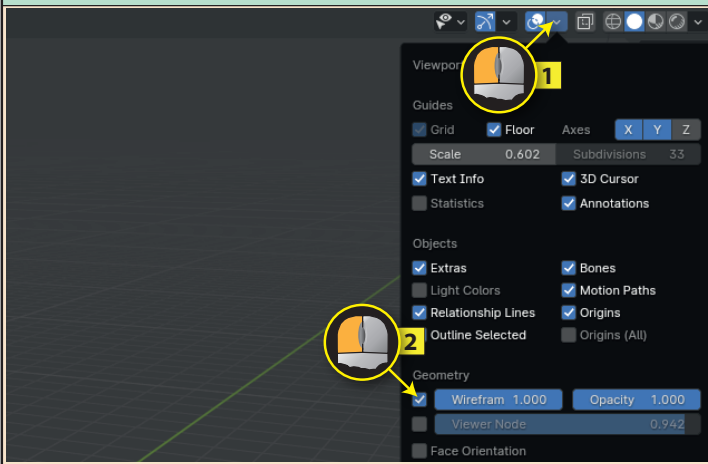 Viewpor
1
Guides
Grid Floor Axes X Y Z
Scale 0.602 Subdivisions 33
Text Info 3D Cursor
Statistics Annotations
Objects
Extras Bones
Light Colors Motion Paths
Relationship Lines Origins
2 Outline Selected Origins (All)
Geometry
Wirefram 1.000 Opacity 1.000
Viewer Node 0.942
Face Orientation